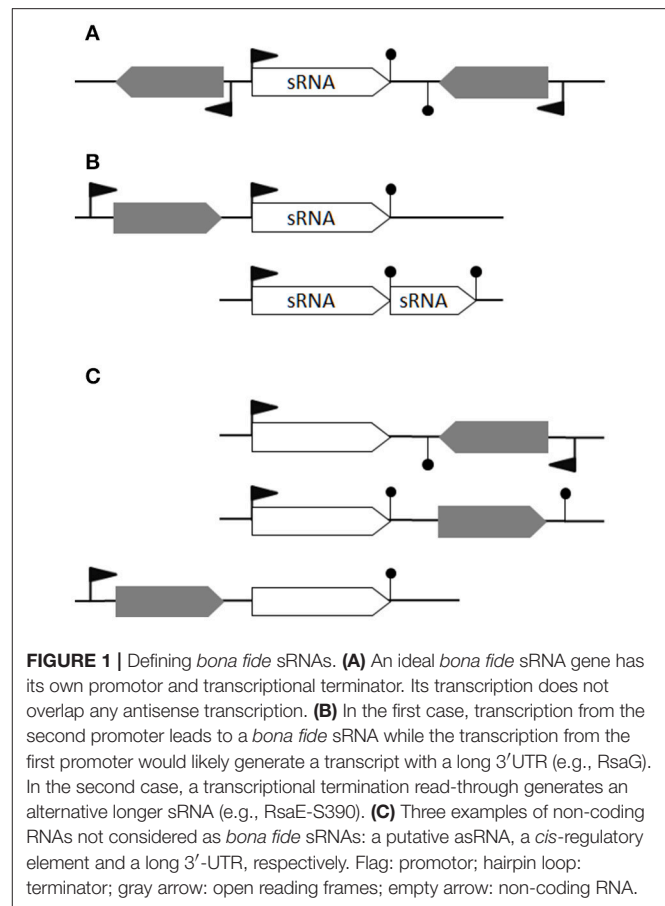 A
sRNA
B
sRNA
sRNA
sRNA
C
FIGURE 1 | Defining bona fide sRNAs. (A) An ideal bona fide sRNA gene has
its own promotor and transcriptional terminator. Its transcription does not
overlap any antisense transcription. (B) In the first case, transcription from the
second promoter leads to a bona fide sRNA while the transcription from the
first promoter would likely generate a transcript with a long 3′UTR (e.g., RsaG).
In the second case, a transcriptional termination read-through generates an
alternative longer sRNA (e.g., RsaE-S390). (C) Three examples of non-coding
RNAs not considered as bona fide sRNAs: a putative asRNA, a cis-regulatory
element and a long 3′-UTR, respectively. Flag: promotor; hairpin loop:
terminator; gray arrow: open reading frames; empty arrow: non-coding RNA.